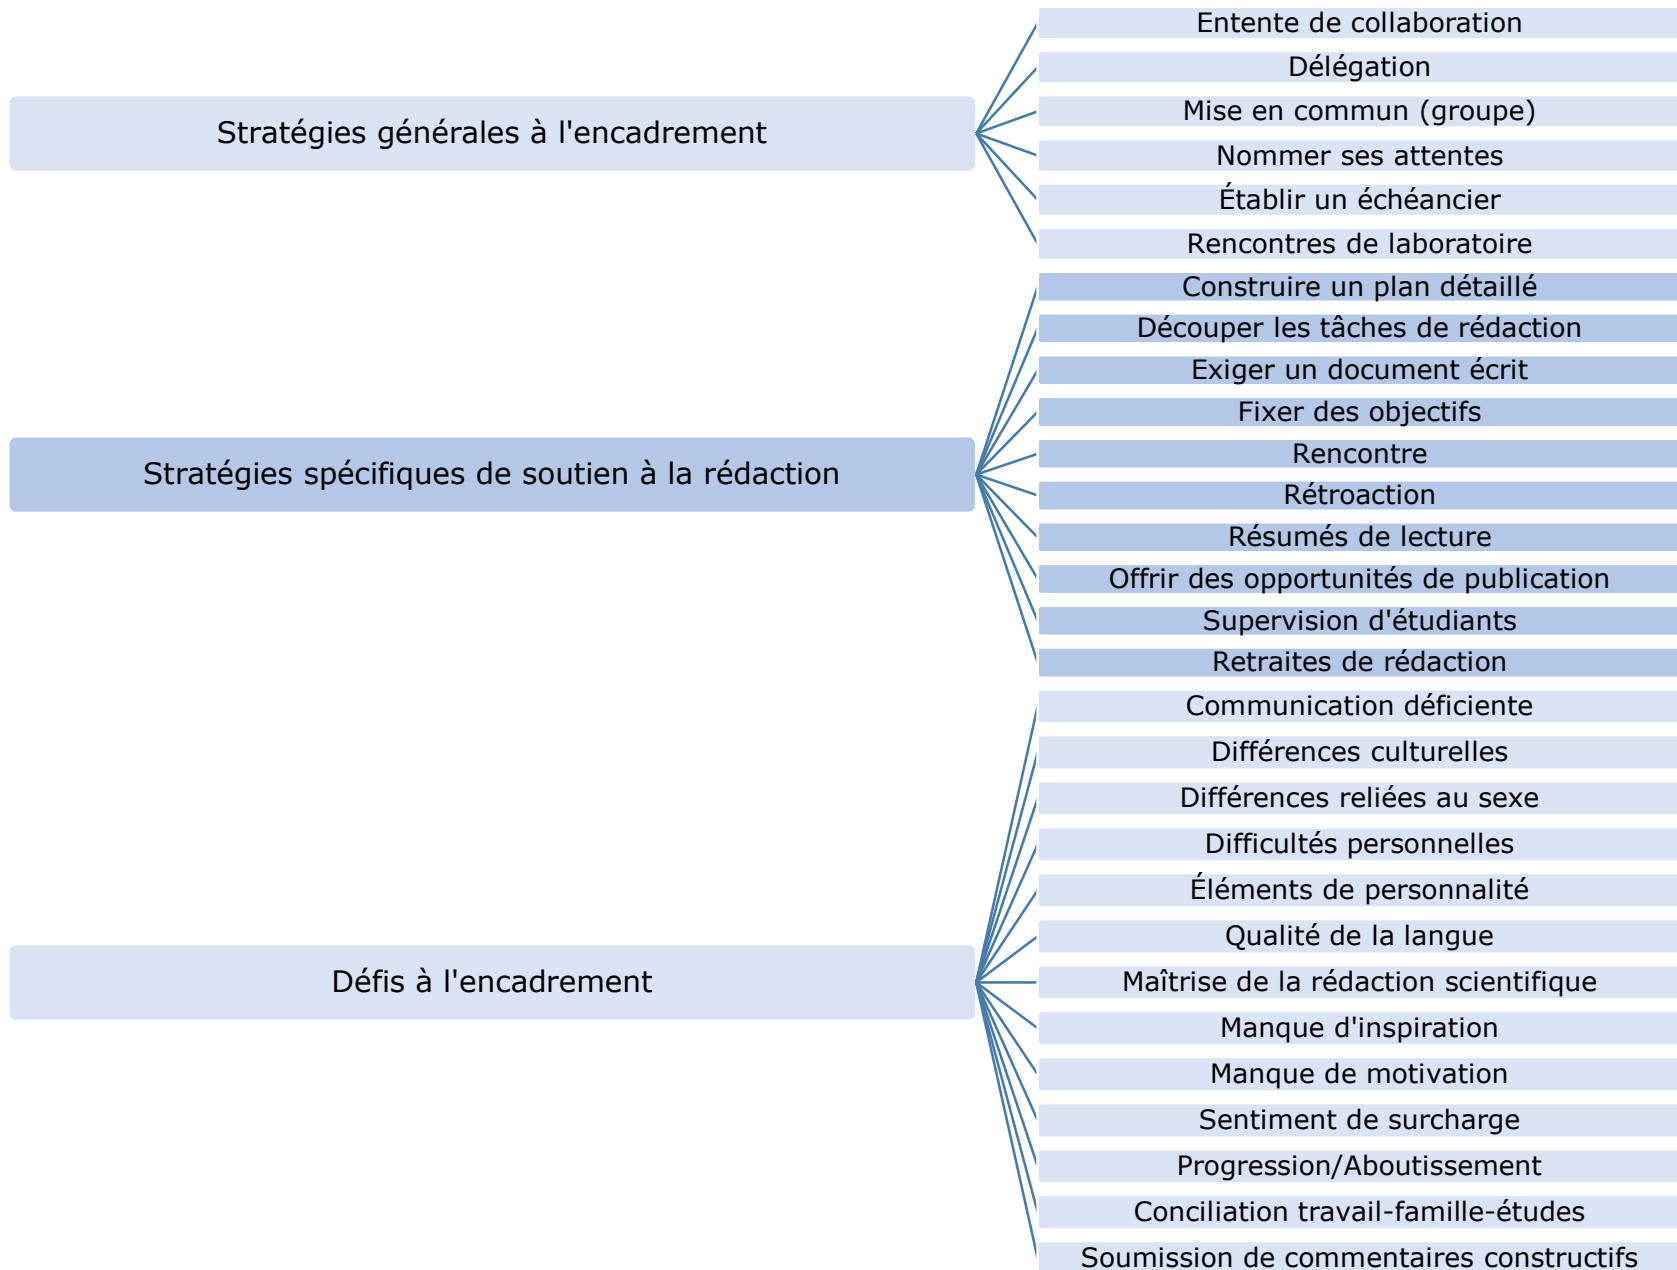 Stratégies générales à l'encadrement
Entente de collaboration
Délégation
Mise en commun (groupe)
Nommer ses attentes
Établir un échéancier
Rencontres de laboratoire
Stratégies spécifiques de soutien à la rédaction
Construire un plan détaillé
Découper les tâches de rédaction
Exiger un document écrit
Fixer des objectifs
Rencontre
Rétroaction
Résumés de lecture
Offrir des opportunités de publication
Supervision d'étudiants
Retraites de rédaction
Défis à l'encadrement
Communication déficiente
Différences culturelles
Différences reliées au sexe
Difficultés personnelles
Éléments de personnalité
Qualité de la langue
Maîtrise de la rédaction scientifique
Manque d'inspiration
Manque de motivation
Sentiment de surcharge
Progression/Aboutissement
Conciliation travail-famille-études
Soumission de commentaires constructifs